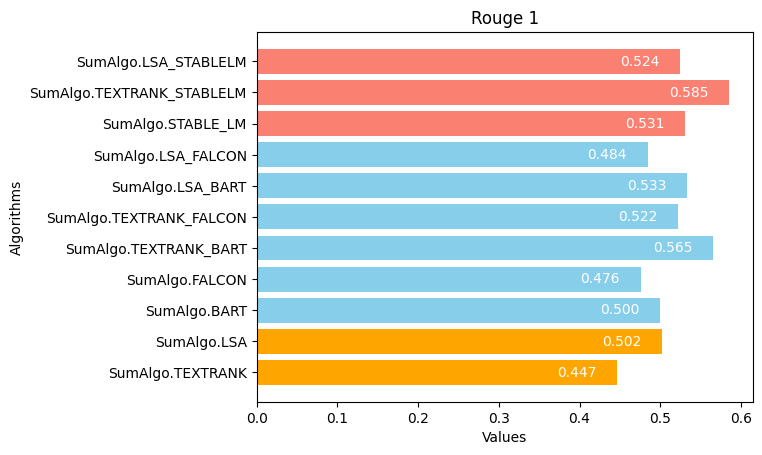 Rouge 1
SumAlgo.LSA_STABLELM 0.524
SumAlgo.TEXTRANK_STABLELM 0.585
SumAlgo.STABLE_LM 0.531
SumAlgo.LSA_FALCON 0.484
SumAlgo.LSA_BART 0.533
SumAlgo.TEXTRANK_FALCON 0.522
SumAlgo.TEXTRANK_BART 0.565
SumAlgo.FALCON 0.476
SumAlgo.BART 0.500
SumAlgo.LSA 0.502
SumAlgo.TEXTRANK 0.447
Algorithms
0.0 0.1 0.2 0.3 0.4 0.5 0.6
Values